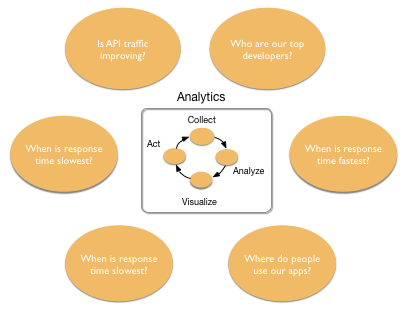 Is API traffic
improving?
Who are our top
developers?
Analytics
Collect
Act
Analyze
Visualize
When is response
time slowest?
When is response
time fastest?
When is response
time slowest?
Where do people
use our apps?